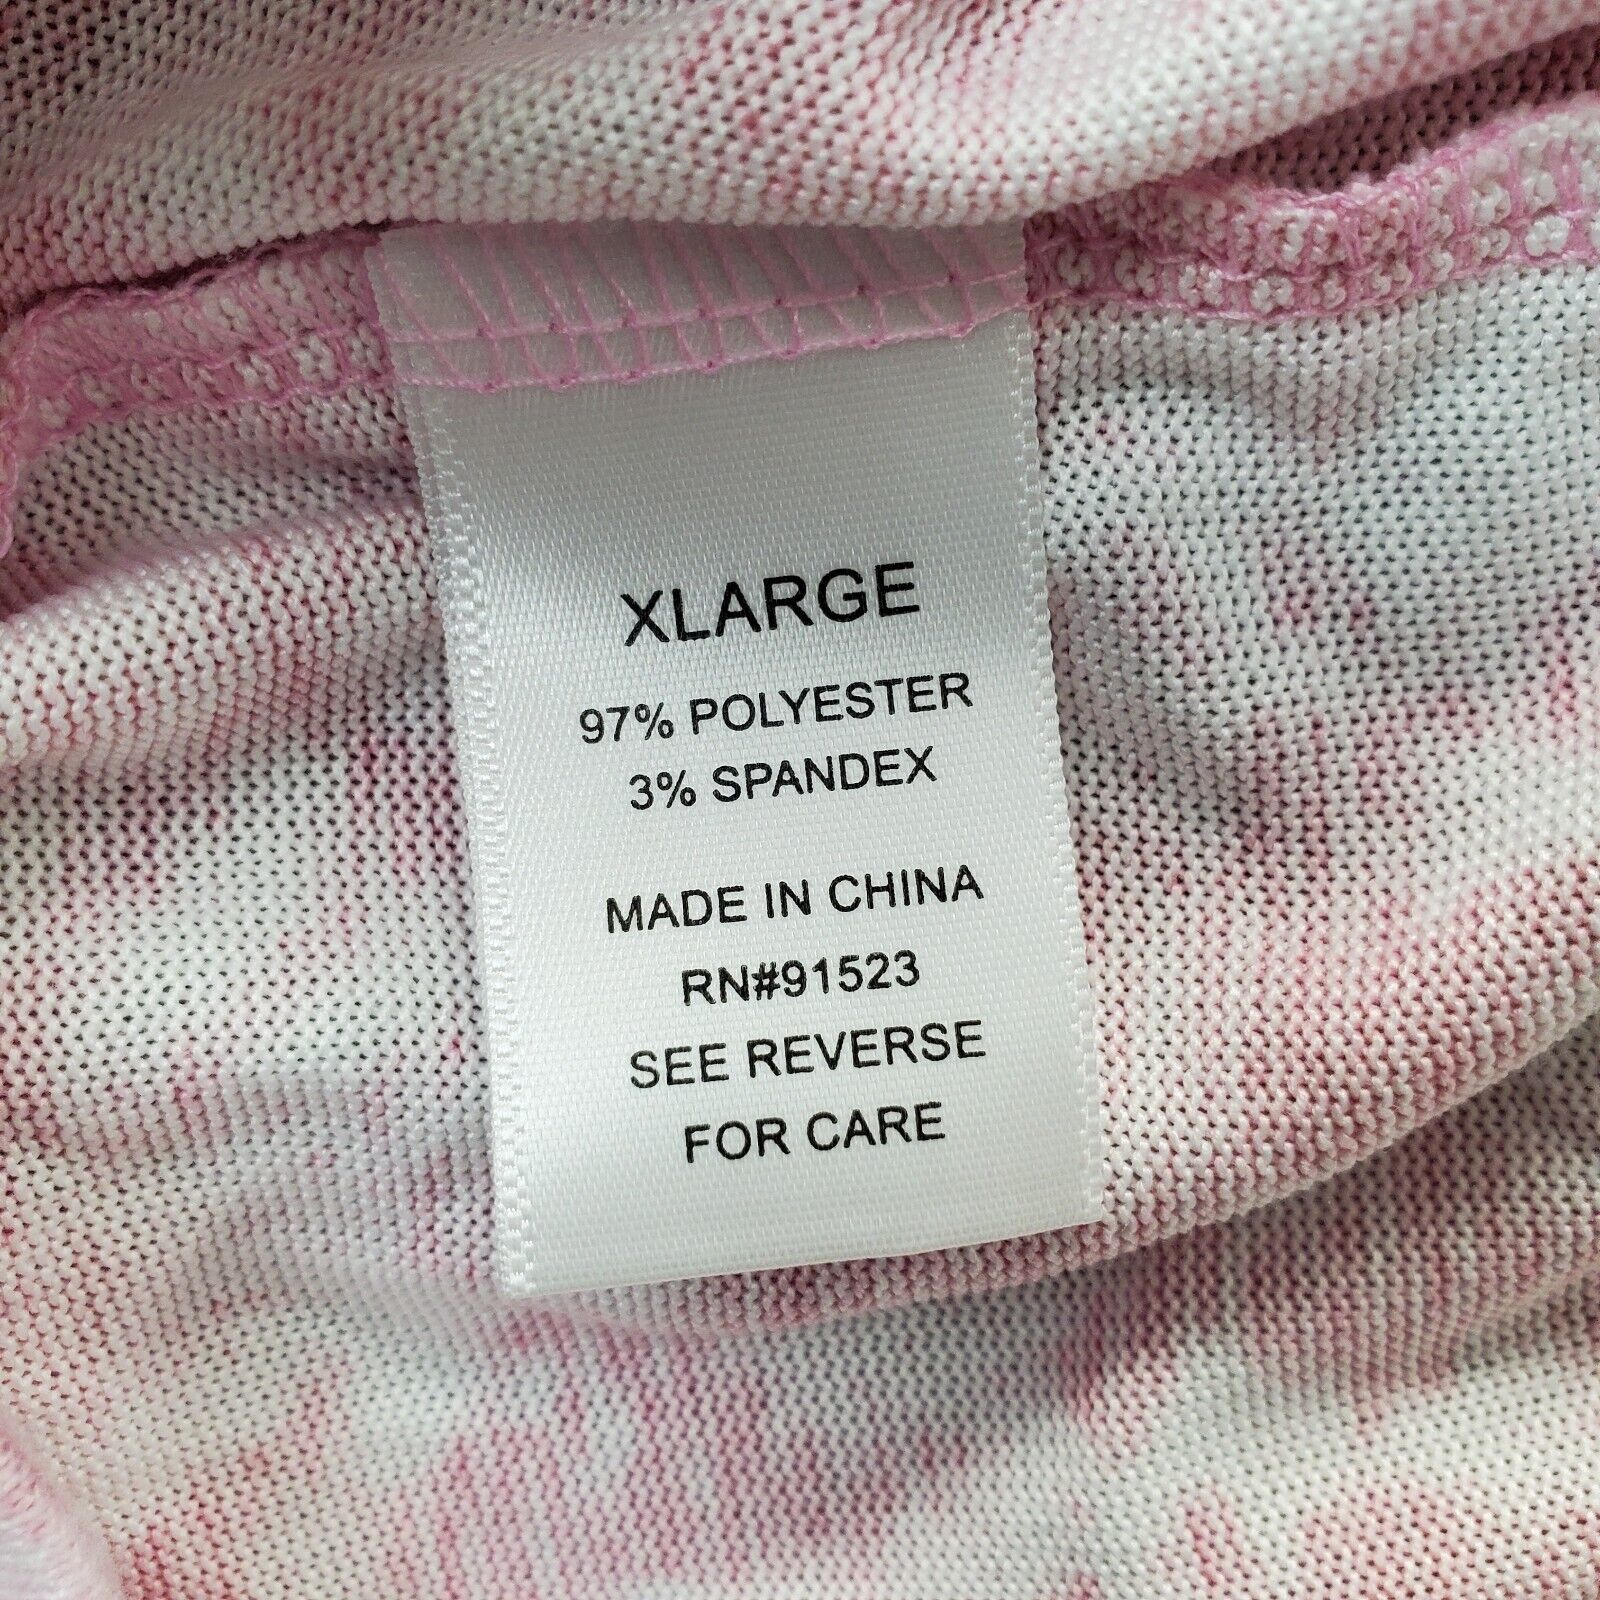 XLARGE
97% POLYESTER
3% SPANDEX
MADE IN CHINA
RN#91523
SEE REVERSE
FOR CARE